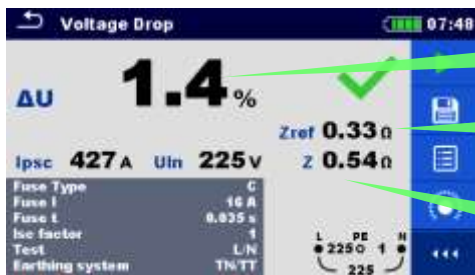 Voltage Drop 07:48
ΔU 1.4 %
Zref 0.33 Ω
Ipsc 427 A Uln 225 V Z 0.54 Ω
Fuse Type C
Fuse I 16 A
Fuse t 0.035 s
Isc factor 1
Test L/N
Earthing system TN/TT
L PE N
225 0 1
225